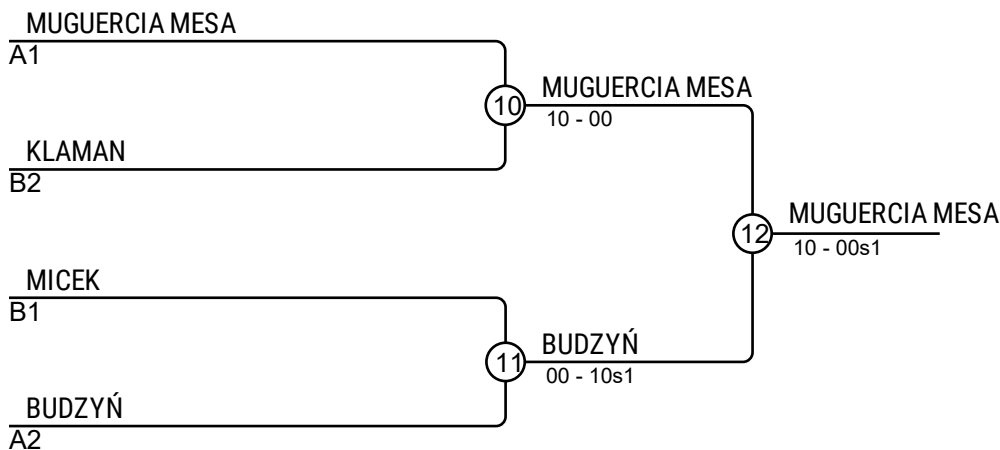 MUGUERCIA MESA
A1
10
MUGUERCIA MESA
10 - 00
KLAMAN
B2
12
MUGUERCIA MESA
10 - 00s1
MICEK
B1
11
BUDZYŃ
00 - 10s1
BUDZYŃ
A2